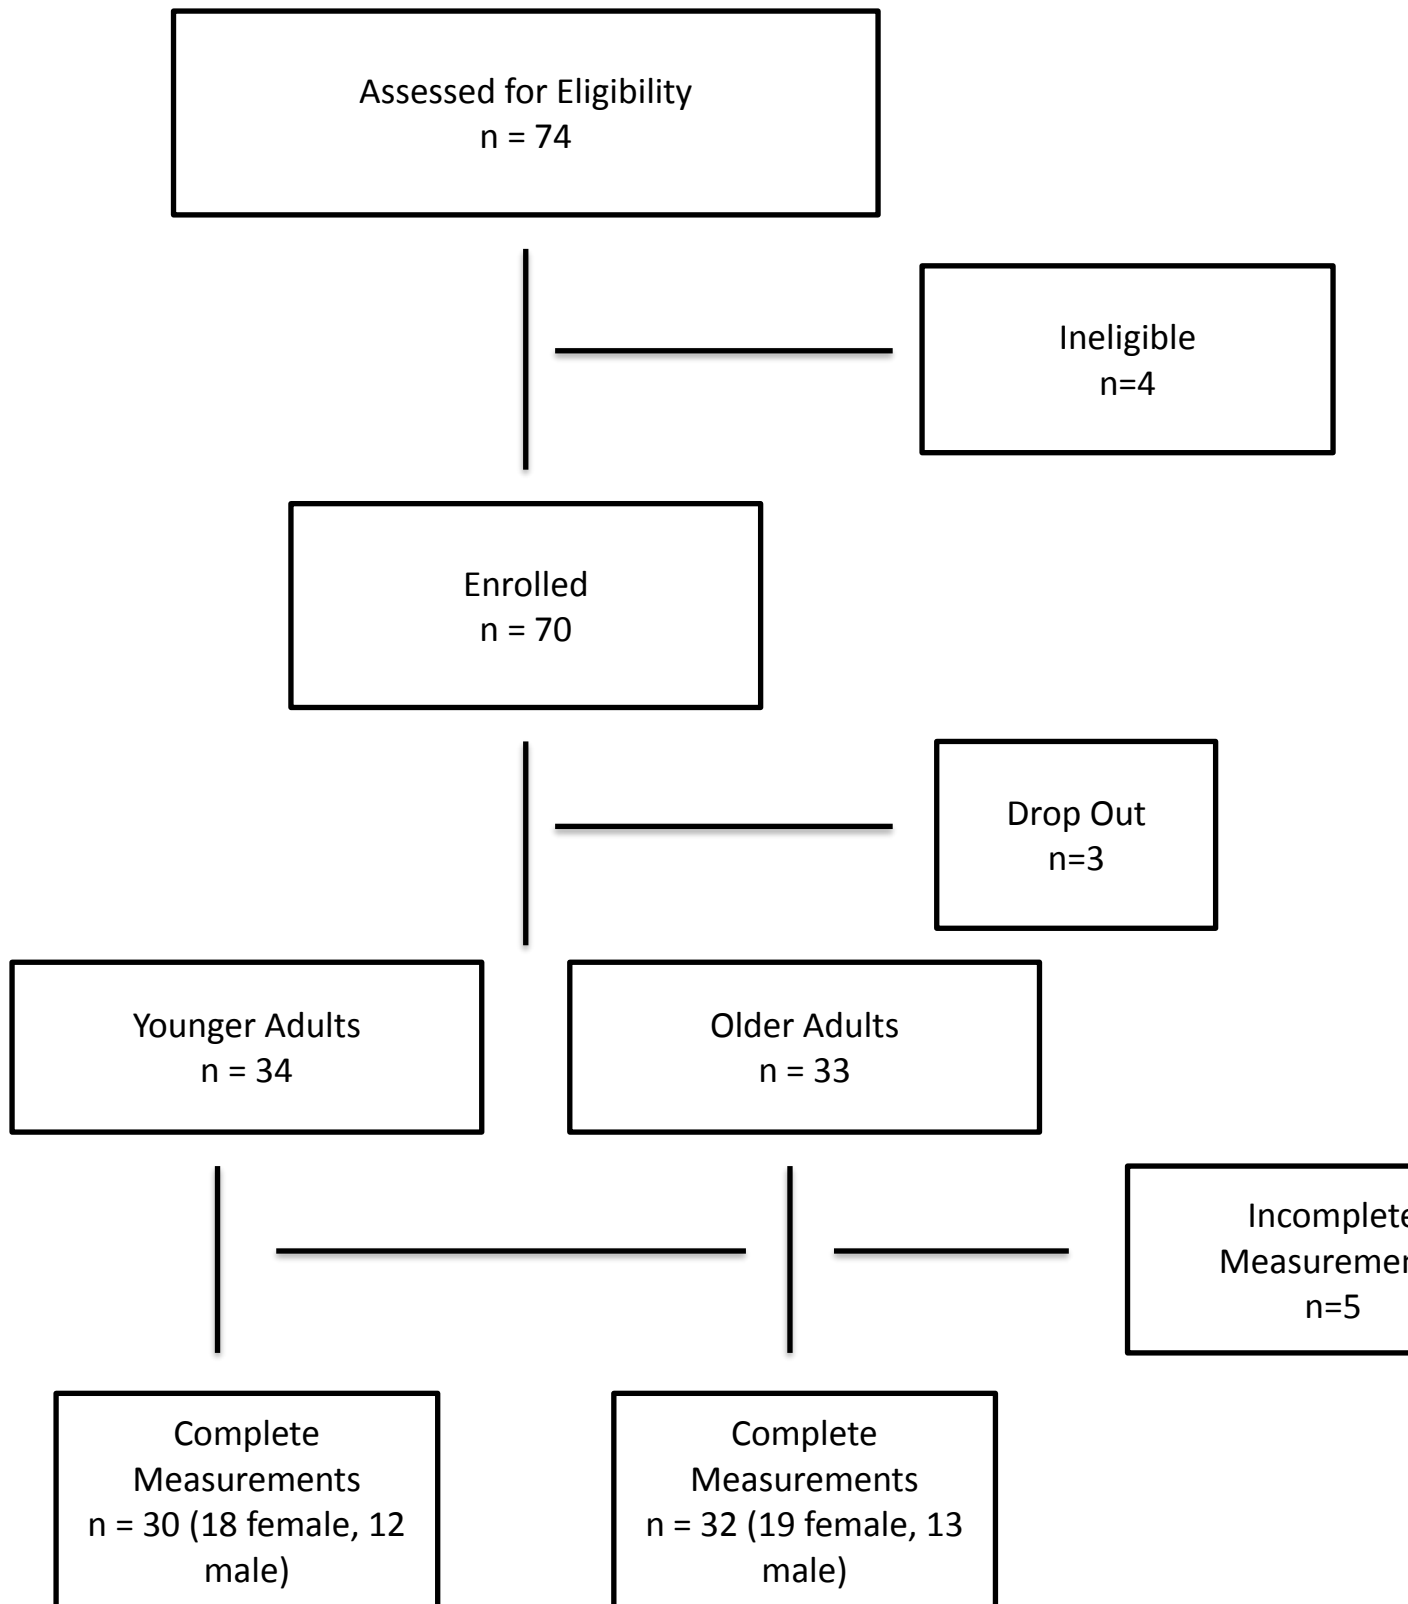 Assessed for Eligibility
n = 74
Ineligible
n=4
Enrolled
n = 70
Drop Out
n=3
Younger Adults
n = 34
Older Adults
n = 33
Incomplete
n=5
Complete
Measurements
n = 30 (18 female, 12
male)
Complete
Measurements
n = 32 (19 female, 13
male)